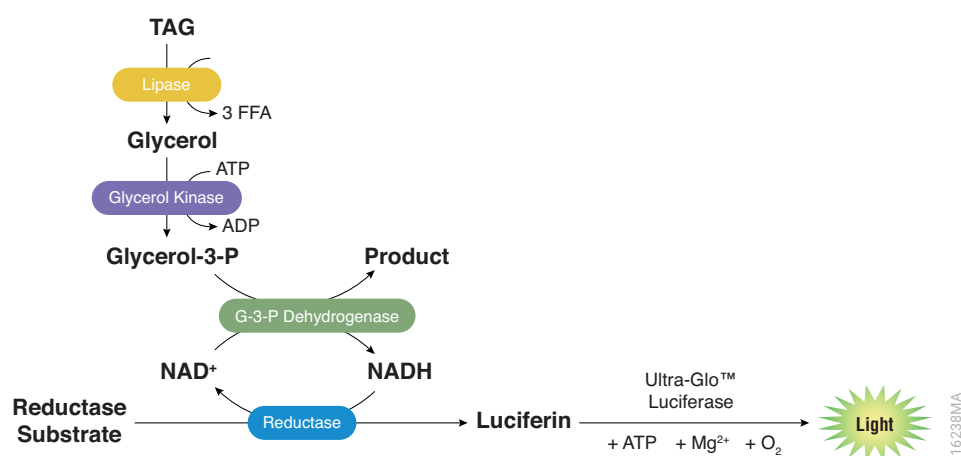 TAG
Lipase
3 FFA
Glycerol
ATP
Glycerol Kinase
ADP
Glycerol-3-P
Product
G-3-P Dehydrogenase
NAD⁺
NADH
Reductase
Substrate
Reductase
Luciferin
Ultra-Glo™
Luciferase
+ ATP + Mg²⁺ + O₂
Light
16238MA